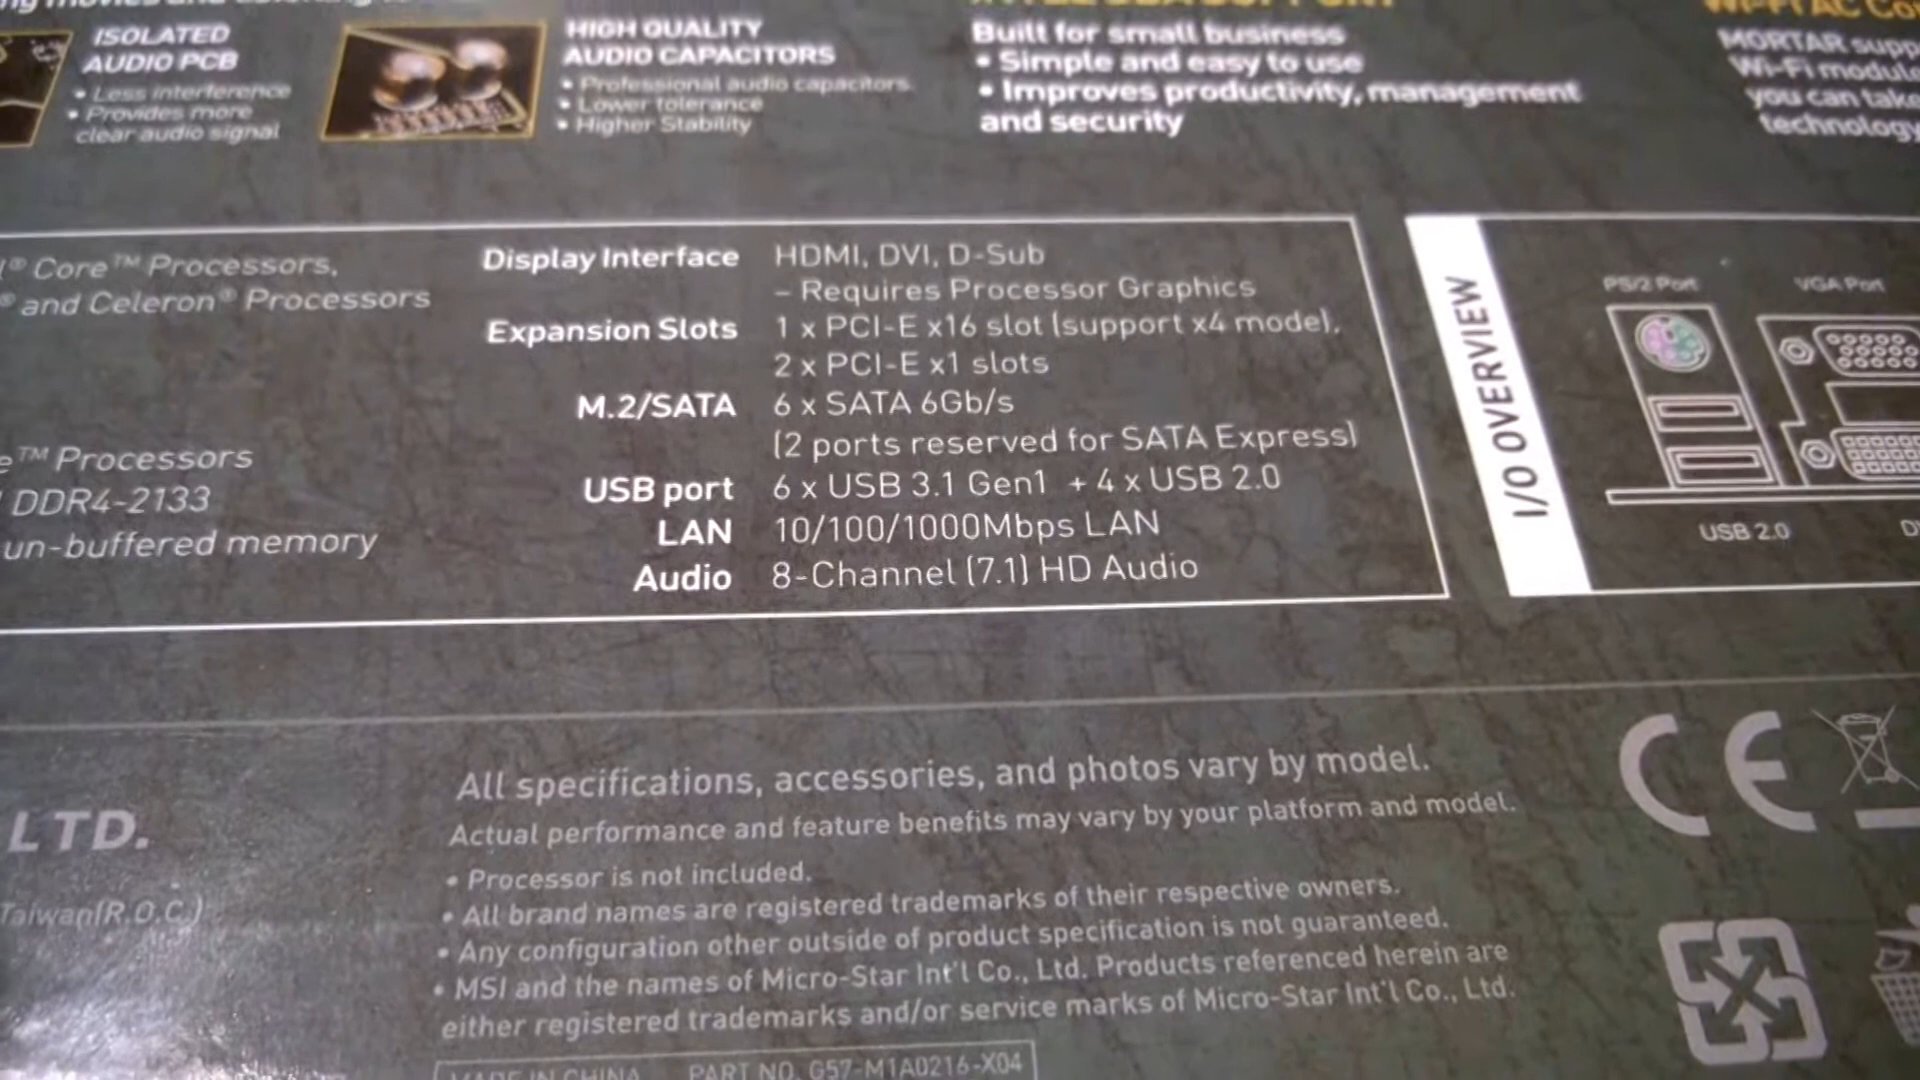 ISOLATED
AUDIO PCB
• Less interference
• Provides more
clear audio signal
HIGH QUALITY
AUDIO CAPACITORS
• Professional audio capacitors.
• Lower tolerance
• Higher Stability
Built for small business
• Simple and easy to use
• Improves productivity, management
and security
MORTAR supp
Wi-Fi module
you can take
technology
® Core™ Processors,
® and Celeron® Processors
e™ Processors
DDR4-2133
un-buffered memory
Display Interface HDMI, DVI, D-Sub
– Requires Processor Graphics
Expansion Slots 1 x PCI-E x16 slot (support x4 mode),
2 x PCI-E x1 slots
M.2/SATA 6 x SATA 6Gb/s
(2 ports reserved for SATA Express)
USB port 6 x USB 3.1 Gen1 + 4 x USB 2.0
LAN 10/100/1000Mbps LAN
Audio 8-Channel (7.1) HD Audio
I/O OVERVIEW
PS/2 Port VGA Port
USB 2.0
LTD.
Taiwan(R.O.C.)
All specifications, accessories, and photos vary by model.
Actual performance and feature benefits may vary by your platform and model.
• Processor is not included.
• All brand names are registered trademarks of their respective owners.
• Any configuration other outside of product specification is not guaranteed.
• MSI and the names of Micro-Star Int'l Co., Ltd. Products referenced herein are
either registered trademarks and/or service marks of Micro-Star Int'l Co., Ltd.
MADE IN CHINA PART NO. G57-M1A0216-X04
CE